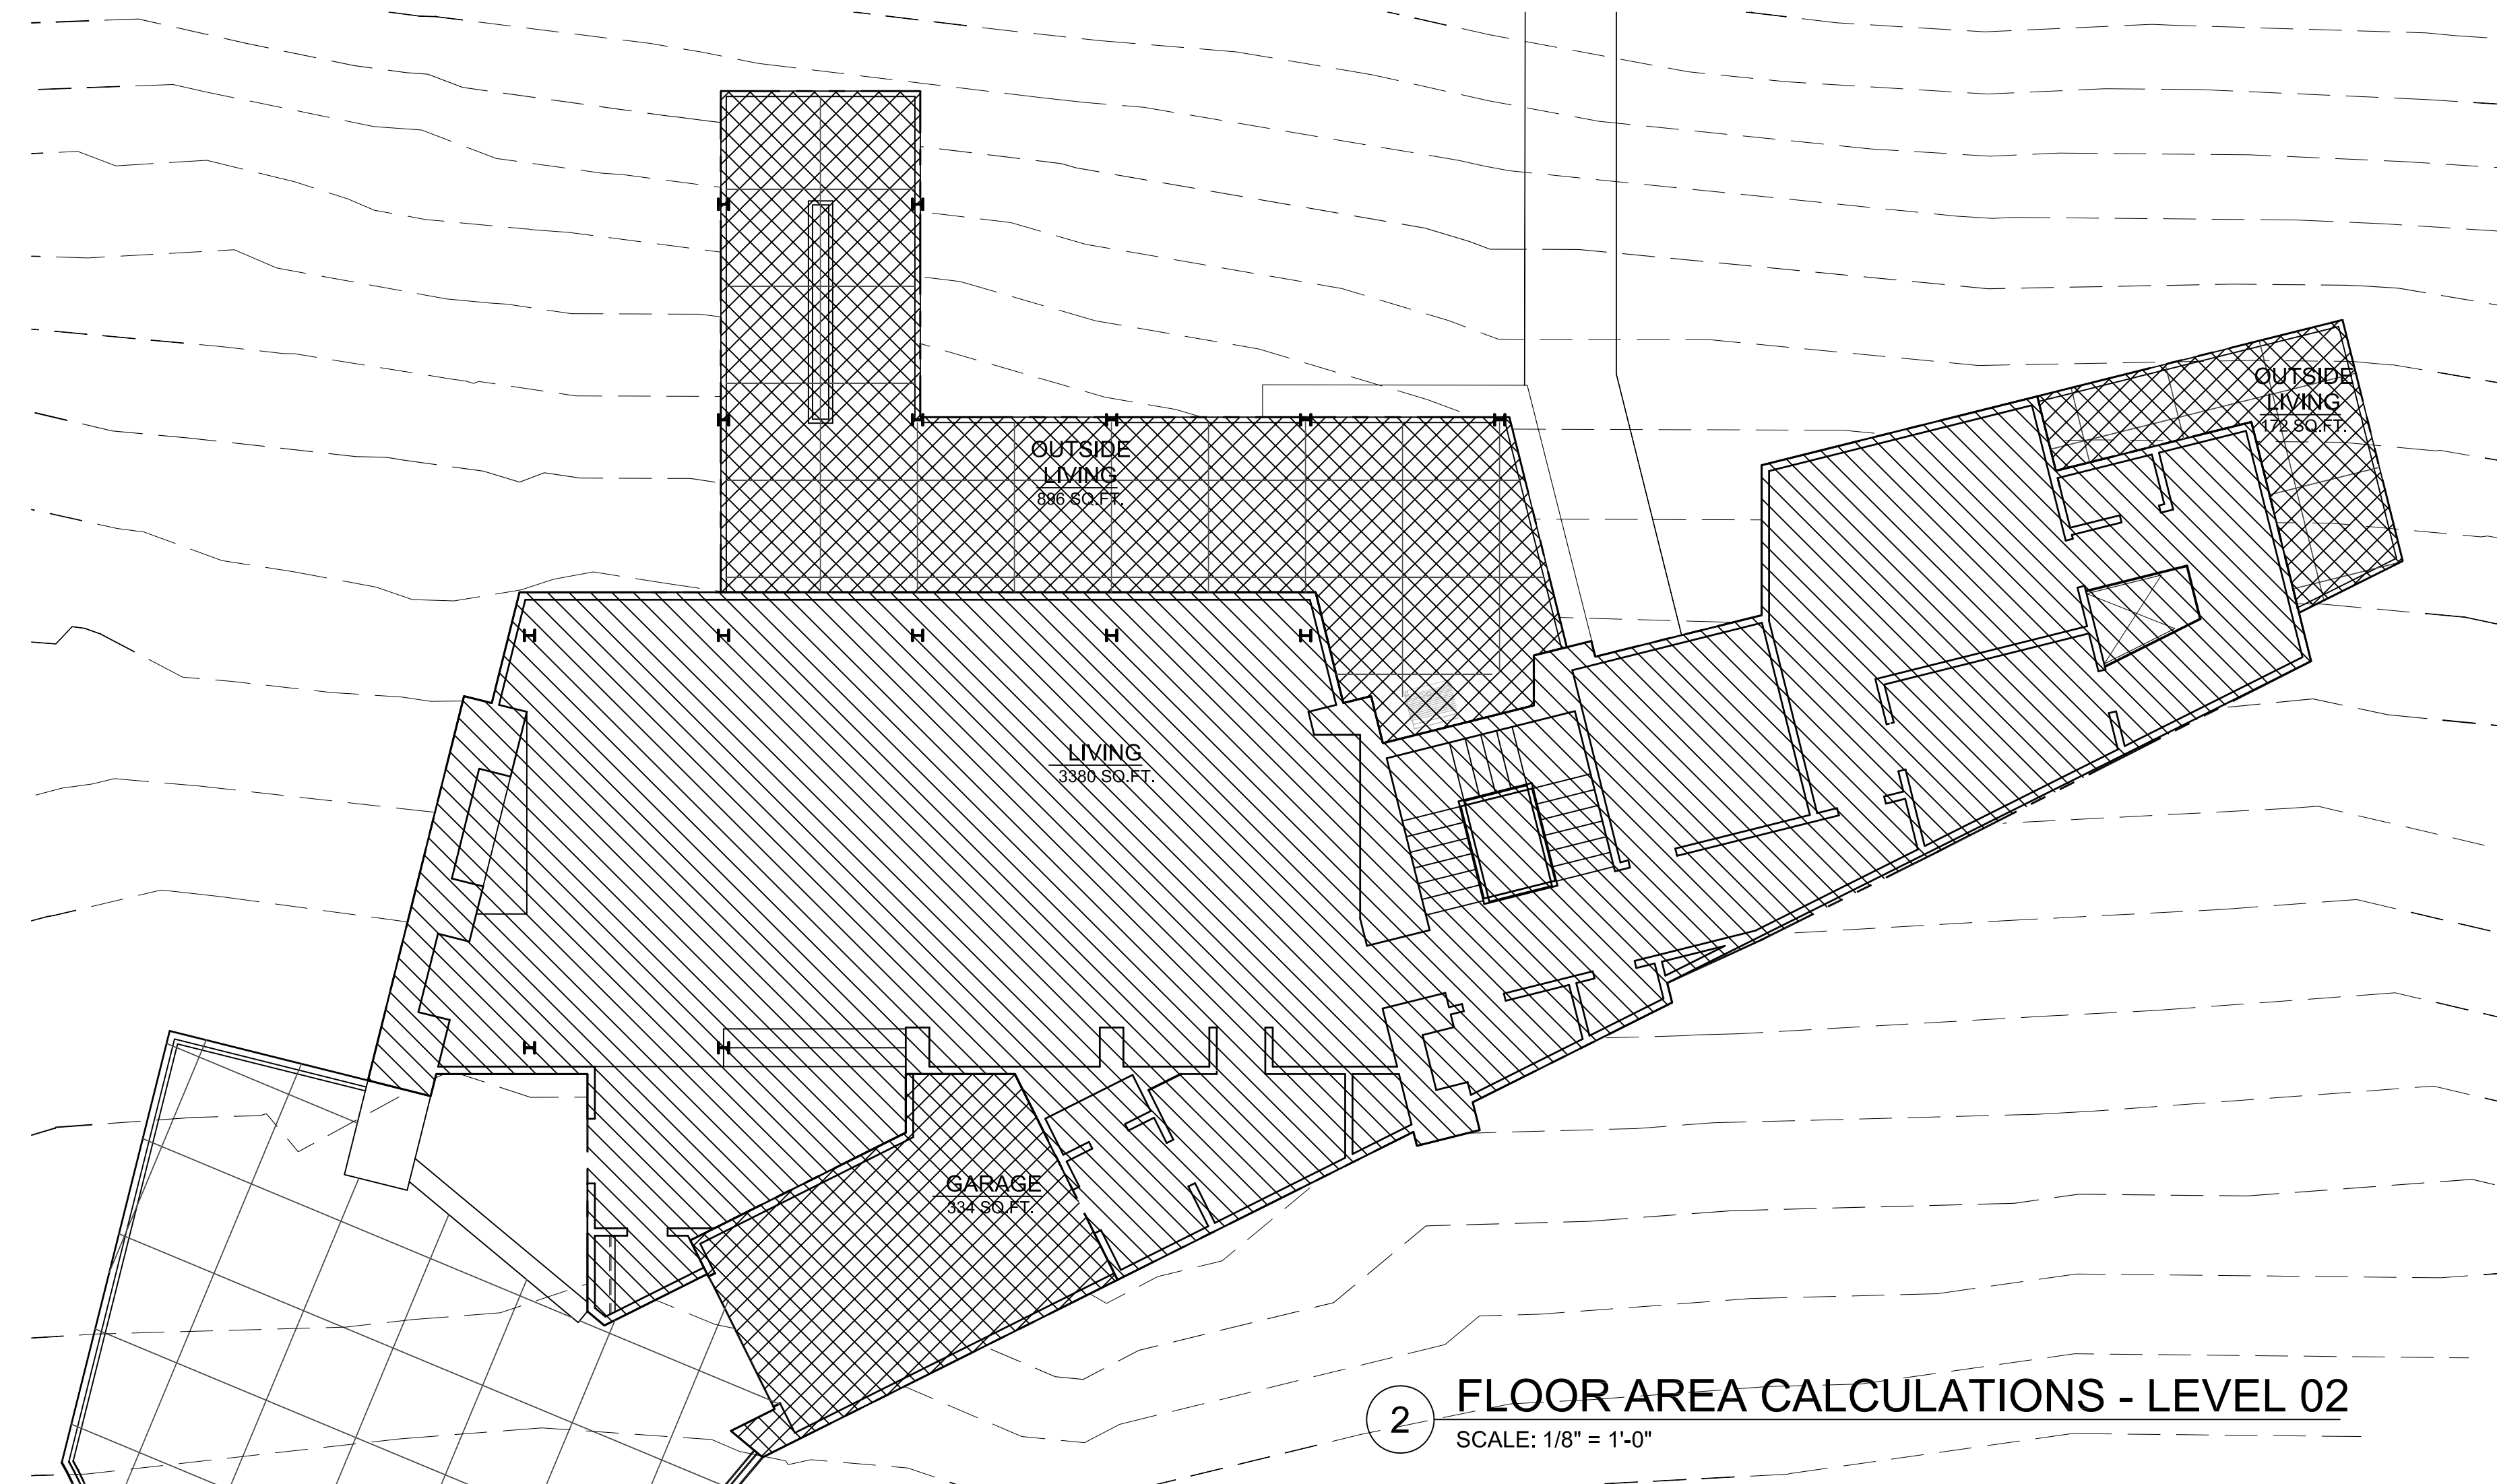 OUTSIDE
LIVING
172 SQ.FT.
OUTSIDE
LIVING
896 SQ.FT.
LIVING
3380 SQ.FT.
GARAGE
334 SQ.FT.
2
FLOOR AREA CALCULATIONS - LEVEL 02
SCALE: 1/8" = 1'-0"